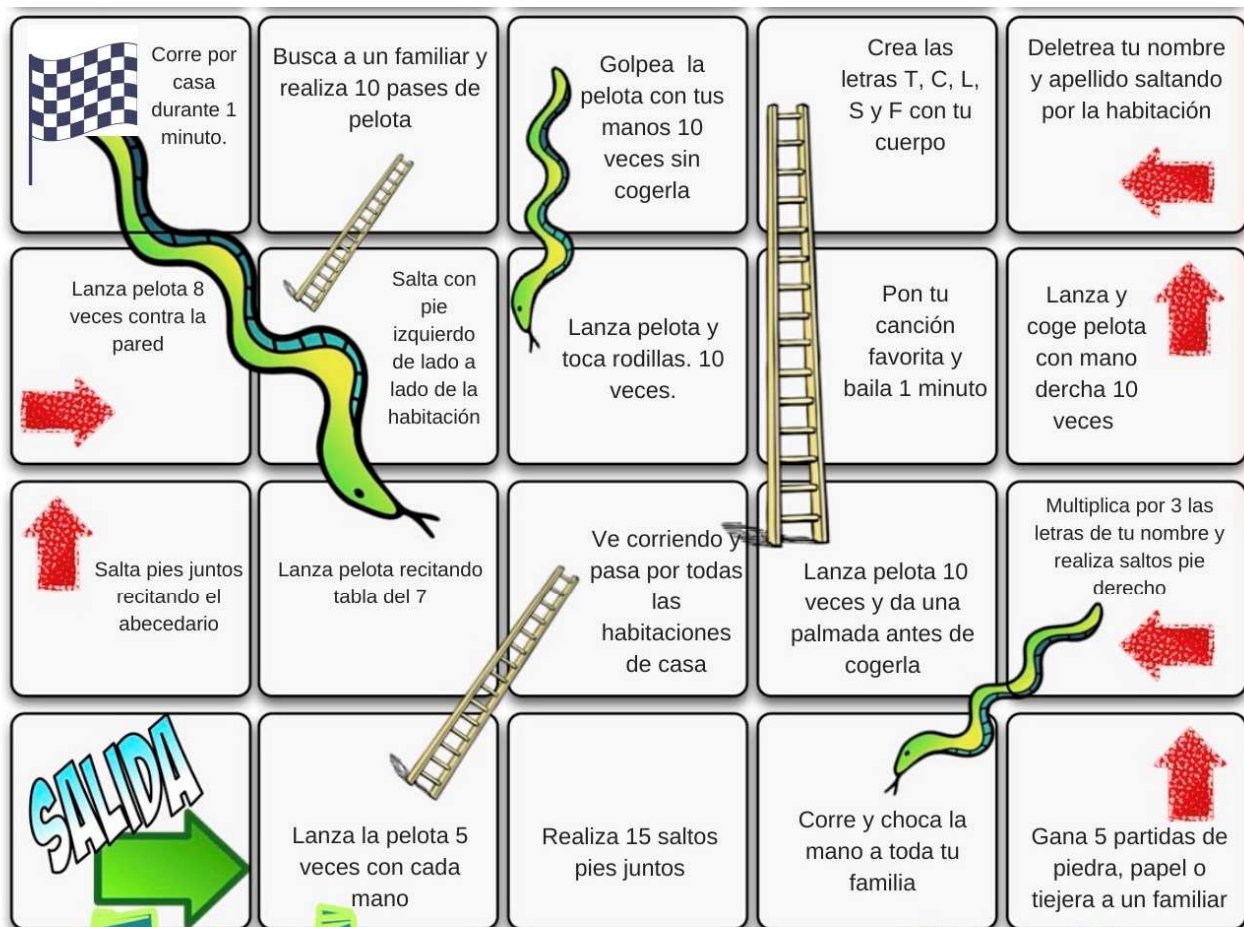 Corre por
casa
durante 1
minuto.
Busca a un familiar y
realiza 10 pases de
pelota
Golpea la
pelota con tus
manos 10
veces sin
cogerla
Crea las
letras T, C, L,
S y F con tu
cuerpo
Deletrea tu nombre
y apellido saltando
por la habitación
Lanza pelota 8
veces contra la
pared
Salta con
pie
izquierdo
de lado a
lado de la
habitación
Lanza pelota y
toca rodillas. 10
veces.
Pon tu
canción
favorita y
baila 1 minuto
Lanza y
coge pelota
con mano
dercha 10
veces
Salta pies juntos
recitando el
abecedario
Lanza pelota recitando
tabla del 7
Ve corriendo y
pasa por todas
las
habitaciones
de casa
Lanza pelota 10
veces y da una
palmada antes de
cogerla
Multiplica por 3 las
letras de tu nombre y
realiza saltos pie
derecho
SALIDA
Lanza la pelota 5
veces con cada
mano
Realiza 15 saltos
pies juntos
Corre y choca la
mano a toda tu
familia
Gana 5 partidas de
piedra, papel o
tiejera a un familiar